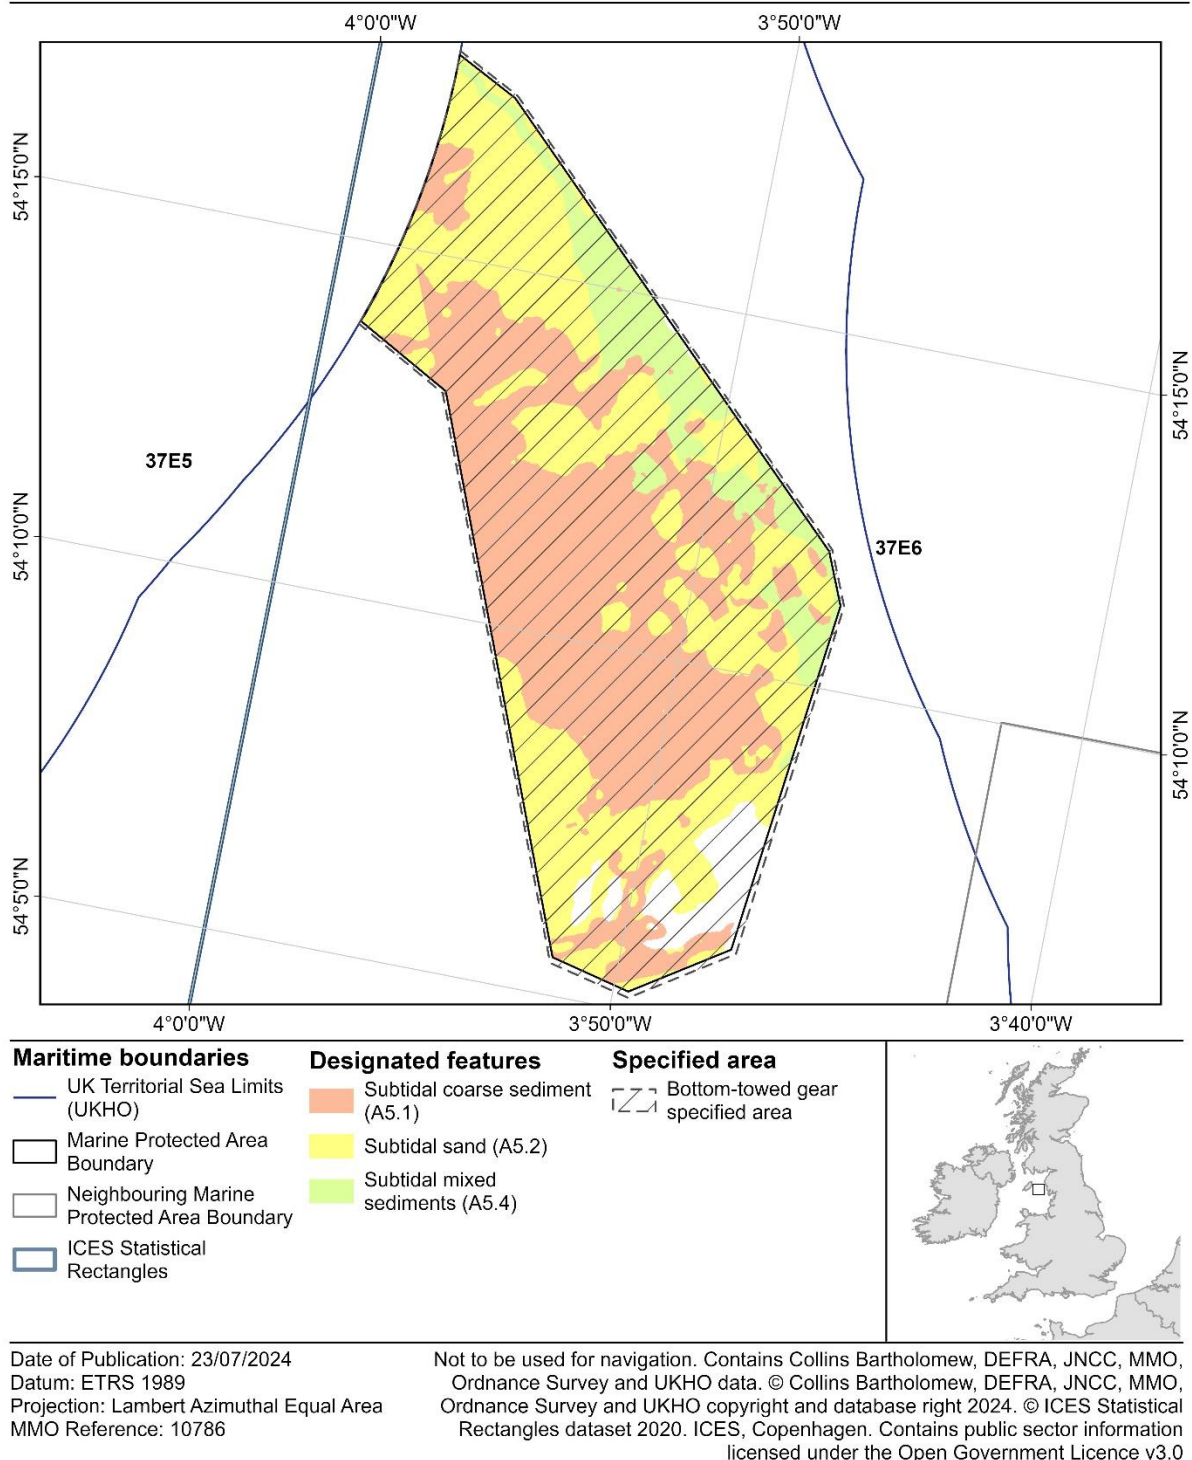 4°0'0"W
3°50'0"W
54°15'0"N
54°15'0"N
37E5
54°10'0"N
37E6
54°10'0"N
54°5'0"N
4°0'0"W
3°50'0"W
3°40'0"W
Maritime boundaries
UK Territorial Sea Limits
(UKHO)
Marine Protected Area
Boundary
Neighbouring Marine
Protected Area Boundary
ICES Statistical
Rectangles
Designated features
Subtidal coarse sediment
(A5.1)
Subtidal sand (A5.2)
Subtidal mixed
sediments (A5.4)
Specified area
Bottom-towed gear
specified area
Date of Publication: 23/07/2024
Datum: ETRS 1989
Projection: Lambert Azimuthal Equal Area
MMO Reference: 10786
Not to be used for navigation. Contains Collins Bartholomew, DEFRA, JNCC, MMO,
Ordnance Survey and UKHO data. © Collins Bartholomew, DEFRA, JNCC, MMO,
Ordnance Survey and UKHO copyright and database right 2024. © ICES Statistical
Rectangles dataset 2020. ICES, Copenhagen. Contains public sector information
licensed under the Open Government Licence v3.0